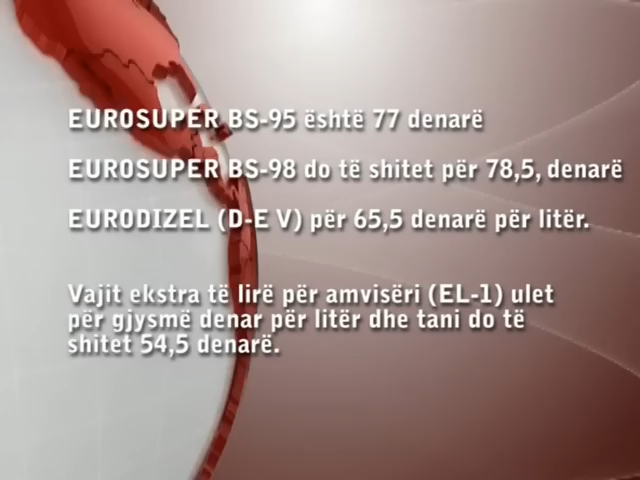 EUROSUPER BS-95 është 77 denarë
EUROSUPER BS-98 do të shitet për 78,5, denarë
EURODIZEL (D-E V) për 65,5 denarë për litër.
Vajit ekstra të lirë për amvisëri (EL-1) ulet
për gjysmë denar për litër dhe tani do të
shitet 54,5 denarë.